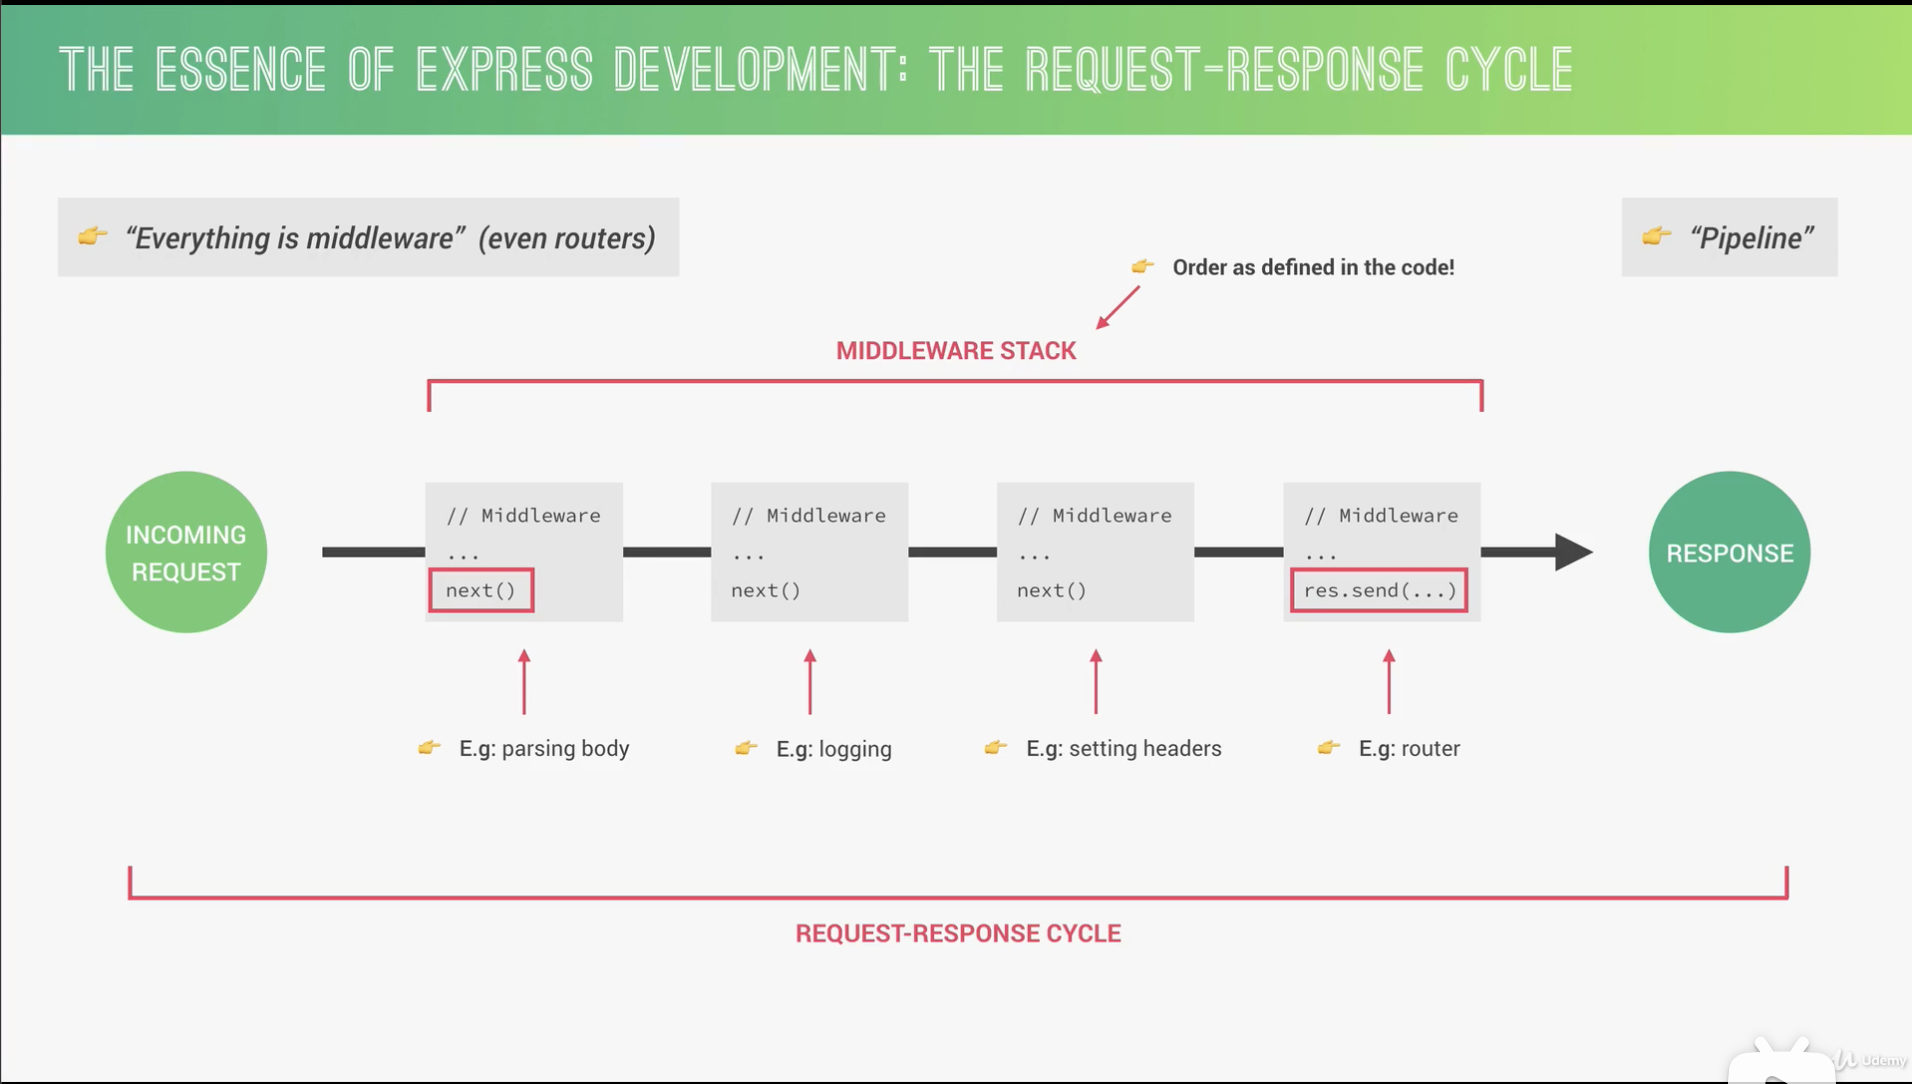 THE ESSENCE OF EXPRESS DEVELOPMENT: THE REQUEST-RESPONSE CYCLE
“Everything is middleware” (even routers)
“Pipeline”
Order as defined in the code!
MIDDLEWARE STACK
INCOMING
REQUEST
// Middleware
...
next()
// Middleware
...
next()
// Middleware
...
next()
// Middleware
...
res.send(...)
RESPONSE
E.g: parsing body
E.g: logging
E.g: setting headers
E.g: router
REQUEST-RESPONSE CYCLE
Udemy